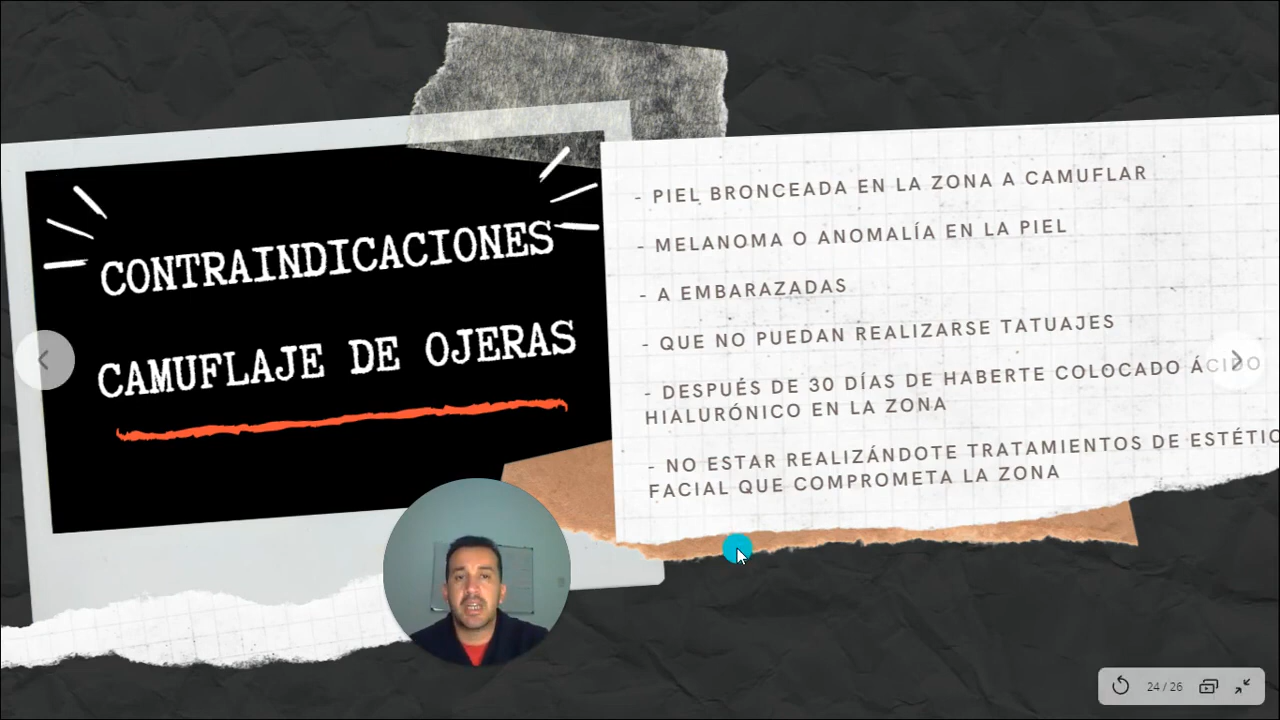 CONTRAINDICACIONES
CAMUFLAJE DE OJERAS
- PIEL BRONCEADA EN LA ZONA A CAMUFLAR
- MELANOMA O ANOMALÍA EN LA PIEL
- A EMBARAZADAS
- QUE NO PUEDAN REALIZARSE TATUAJES
- DESPUÉS DE 30 DÍAS DE HABERTE COLOCADO ÁCIDO
HIALURÓNICO EN LA ZONA
- NO ESTAR REALIZÁNDOTE TRATAMIENTOS DE ESTÉTIC
FACIAL QUE COMPROMETA LA ZONA
24 / 26